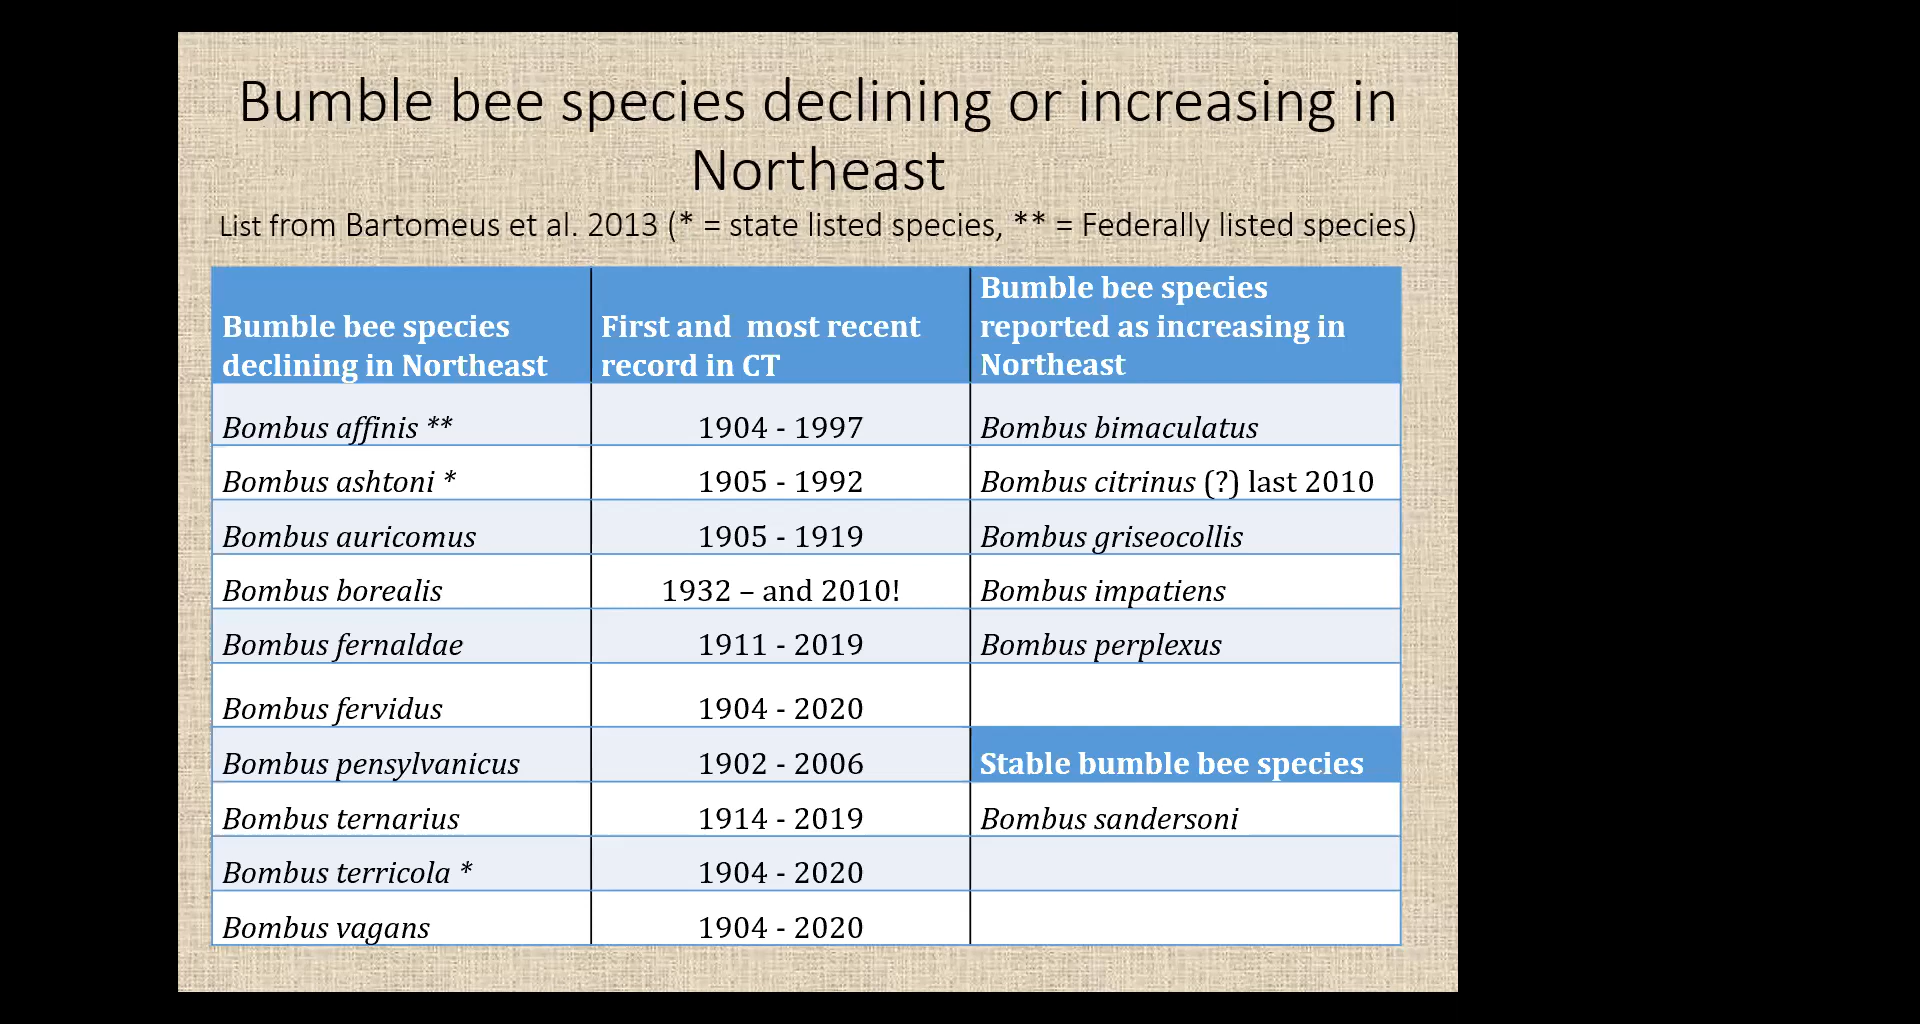 Bumble bee species declining or increasing in
Northeast
List from Bartomeus et al. 2013 (* = state listed species, ** = Federally listed species)
Bumble bee species
declining in Northeast
First and  most recent
record in CT
Bumble bee species
reported as increasing in
Northeast
Bombus affinis ** 1904 - 1997 Bombus bimaculatus
Bombus ashtoni * 1905 - 1992 Bombus citrinus (?) last 2010
Bombus auricomus 1905 - 1919 Bombus griseocollis
Bombus borealis 1932 – and 2010! Bombus impatiens
Bombus fernaldae 1911 - 2019 Bombus perplexus
Bombus fervidus 1904 - 2020
Bombus pensylvanicus 1902 - 2006 Stable bumble bee species
Bombus ternarius 1914 - 2019 Bombus sandersoni
Bombus terricola * 1904 - 2020
Bombus vagans 1904 - 2020